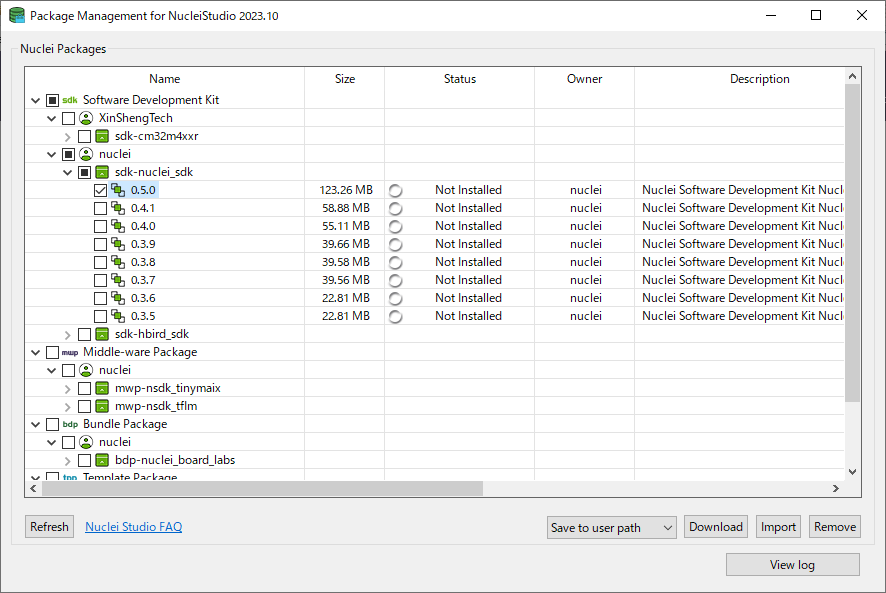 Package Management for NucleiStudio 2023.10
Nuclei Packages
Name Size Status Owner Description
sdk Software Development Kit
XinShengTech
sdk-cm32m4xxr
nuclei
sdk-nuclei_sdk
0.5.0 123.26 MB Not Installed nuclei Nuclei Software Development Kit Nucl
0.4.1 58.88 MB Not Installed nuclei Nuclei Software Development Kit Nucl
0.4.0 55.11 MB Not Installed nuclei Nuclei Software Development Kit Nucl
0.3.9 39.66 MB Not Installed nuclei Nuclei Software Development Kit Nucl
0.3.8 39.58 MB Not Installed nuclei Nuclei Software Development Kit Nucl
0.3.7 39.56 MB Not Installed nuclei Nuclei Software Development Kit Nucl
0.3.6 22.81 MB Not Installed nuclei Nuclei Software Development Kit Nucl
0.3.5 22.81 MB Not Installed nuclei Nuclei Software Development Kit Nucl
sdk-hbird_sdk
mwp Middle-ware Package
nuclei
mwp-nsdk_tinymaix
mwp-nsdk_tflm
bdp Bundle Package
nuclei
bdp-nuclei_board_labs
tpp Template Package
Refresh Nuclei Studio FAQ Save to user path Download Import Remove
View log